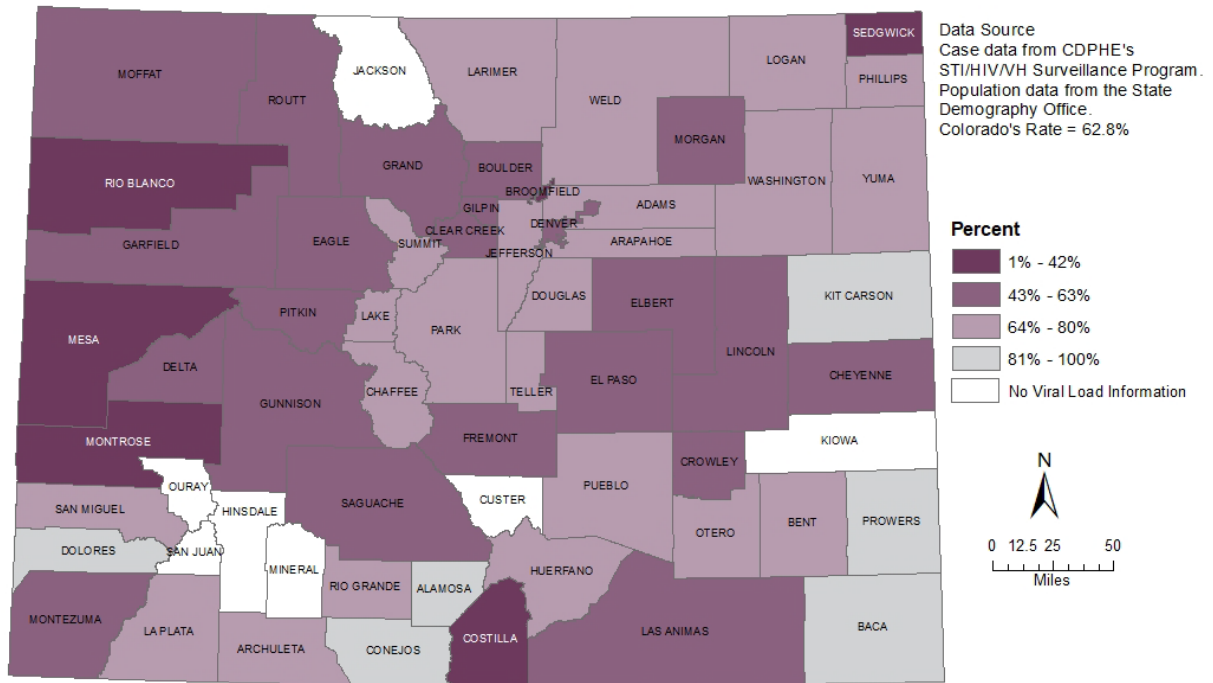 SEDGWICK
Data Source
Case data from CDPHE's
STI/HIV/VH Surveillance Program.
Population data from the State
Demography Office.
Colorado's Rate = 62.8%
MOFFAT
ROUTT
JACKSON
LARIMER
WELD
LOGAN
PHILLIPS
MORGAN
RIO BLANCO
GRAND
BOULDER
BROOMFIELD
WASHINGTON
YUMA
GILPIN
ADAMS
DENVER
CLEAR CREEK
GARFIELD
EAGLE
SUMMIT
JEFFERSON
ARAPAHOE
Percent
1% - 42%
43% - 63%
64% - 80%
81% - 100%
No Viral Load Information
PITKIN
LAKE
PARK
DOUGLAS
ELBERT
KIT CARSON
MESA
DELTA
LINCOLN
CHEYENNE
GUNNISON
CHAFFEE
TELLER
EL PASO
MONTROSE
FREMONT
CROWLEY
KIOWA
OURAY
SAGUACHE
CUSTER
PUEBLO
SAN MIGUEL
HINSDALE
OTERO
BENT
PROWERS
DOLORES
SAN JUAN
MINERAL
RIO GRANDE
ALAMOSA
HUERFANO
MONTEZUMA
LA PLATA
ARCHULETA
CONEJOS
COSTILLA
LAS ANIMAS
BACA
N
0 12.5 25 50
Miles